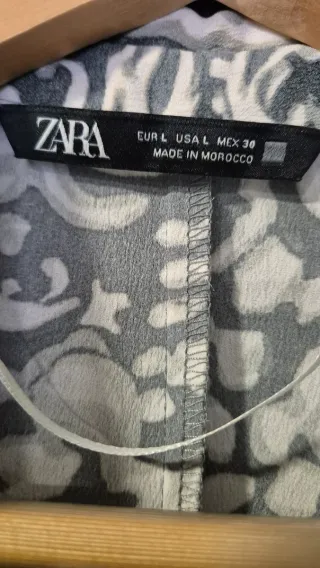 ZARA
EUR L USA L MEX 30
MADE IN MOROCCO